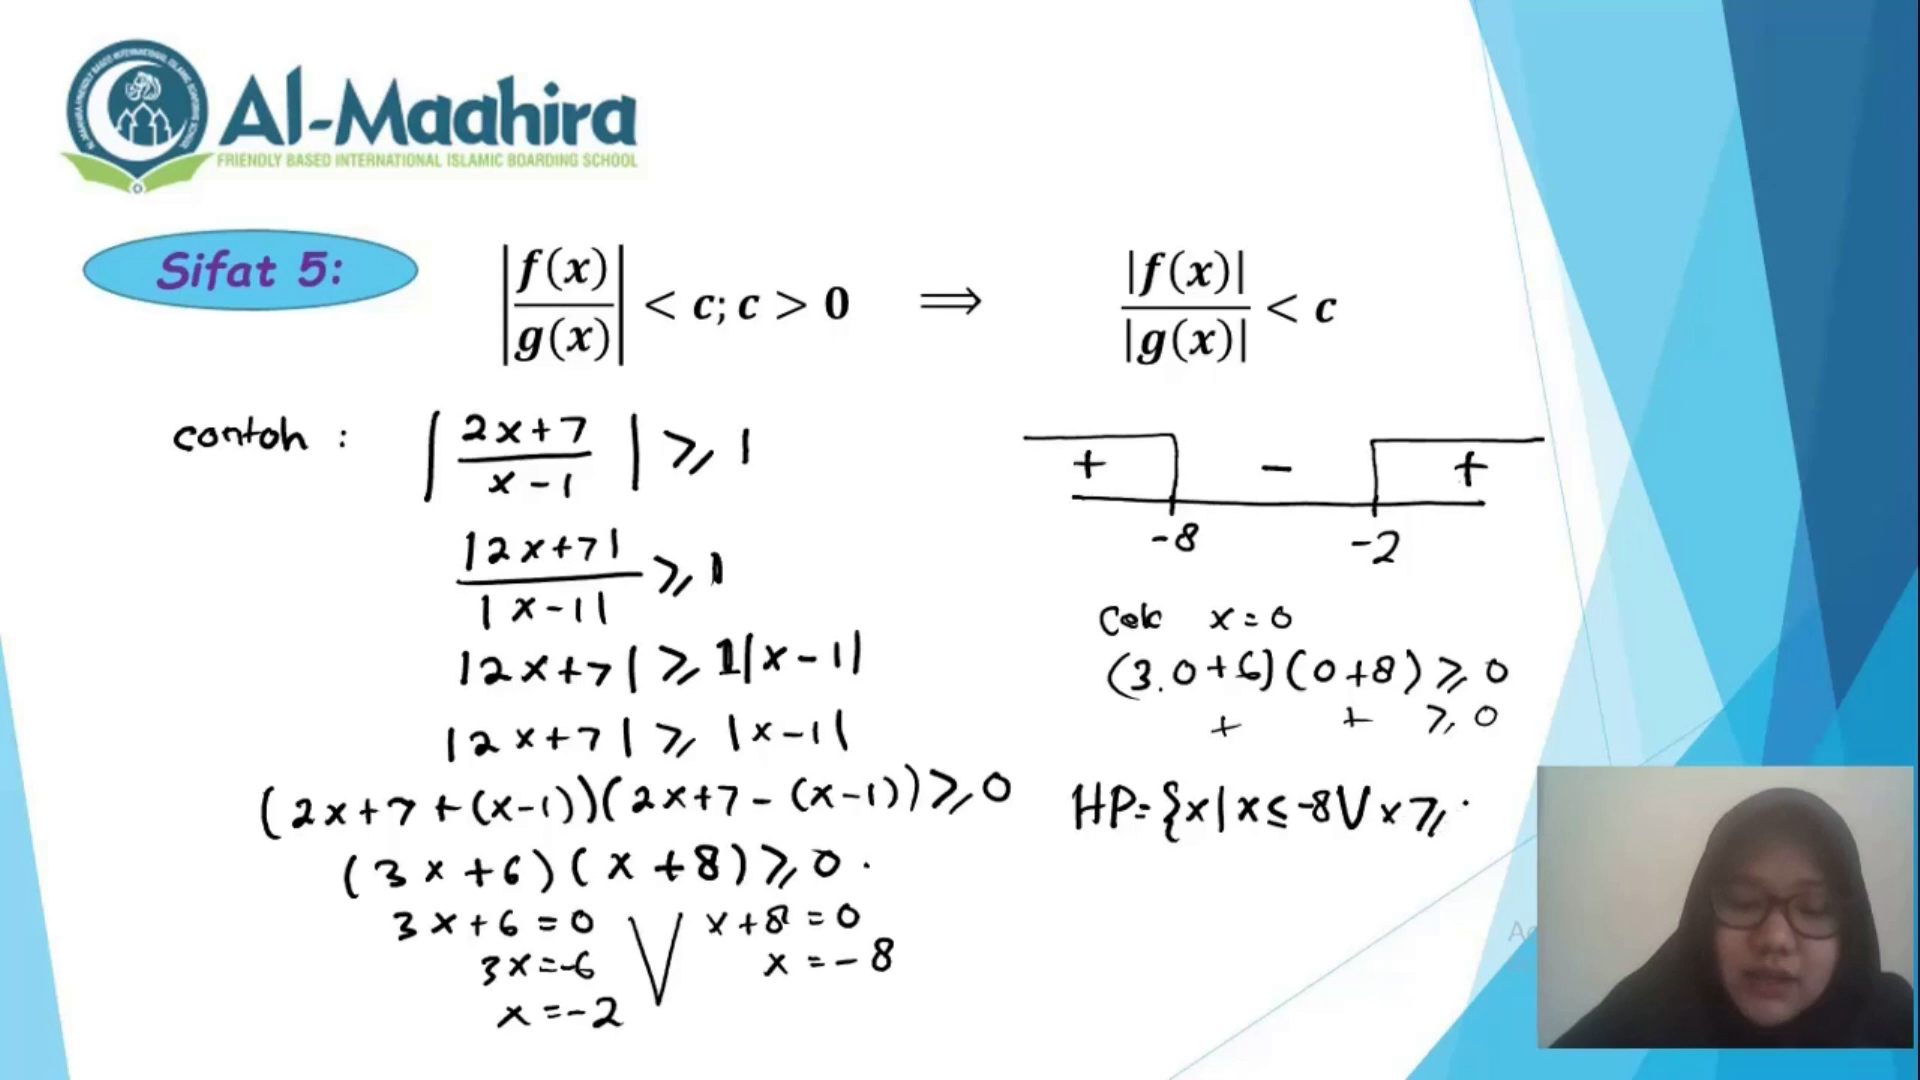 Al-Maahira
FRIENDLY BASED INTERNATIONAL ISLAMIC BOARDING SCHOOL
Sifat 5:
|f(x)/g(x)| < c; c > 0 ⟹ |f(x)|/|g(x)| < c
contoh : |2x+7 / x-1| ≥ 1
|2x+7| / |x-1| ≥ 1
|2x+7| ≥ 1|x-1|
|2x+7| ≥ |x-1|
(2x+7+(x-1))(2x+7-(x-1)) ≥ 0
(3x+6)(x+8) ≥ 0
3x+6=0 V x+8=0
3x=-6 x=-8
x=-2
+ - +
-8 -2
Cek x=0
(3.0+6)(0+8) ≥ 0
+ + ≥ 0
HP={x|x≤-8 V x≥